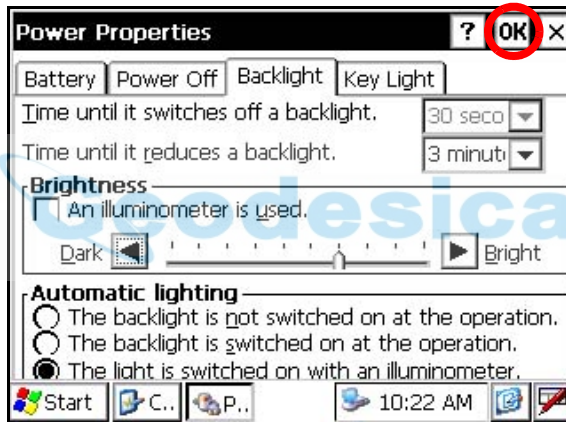 Power Properties ? OK ×
Battery Power Off Backlight Key Light
Time until it switches off a backlight. 30 seco
Time until it reduces a backlight. 3 minut
Brightness
An illuminometer is used.
Dark Bright
Geodesical
Automatic lighting
The backlight is not switched on at the operation.
The backlight is switched on at the operation.
The light is switched on with an illuminometer.
Start C.. P.. 10:22 AM